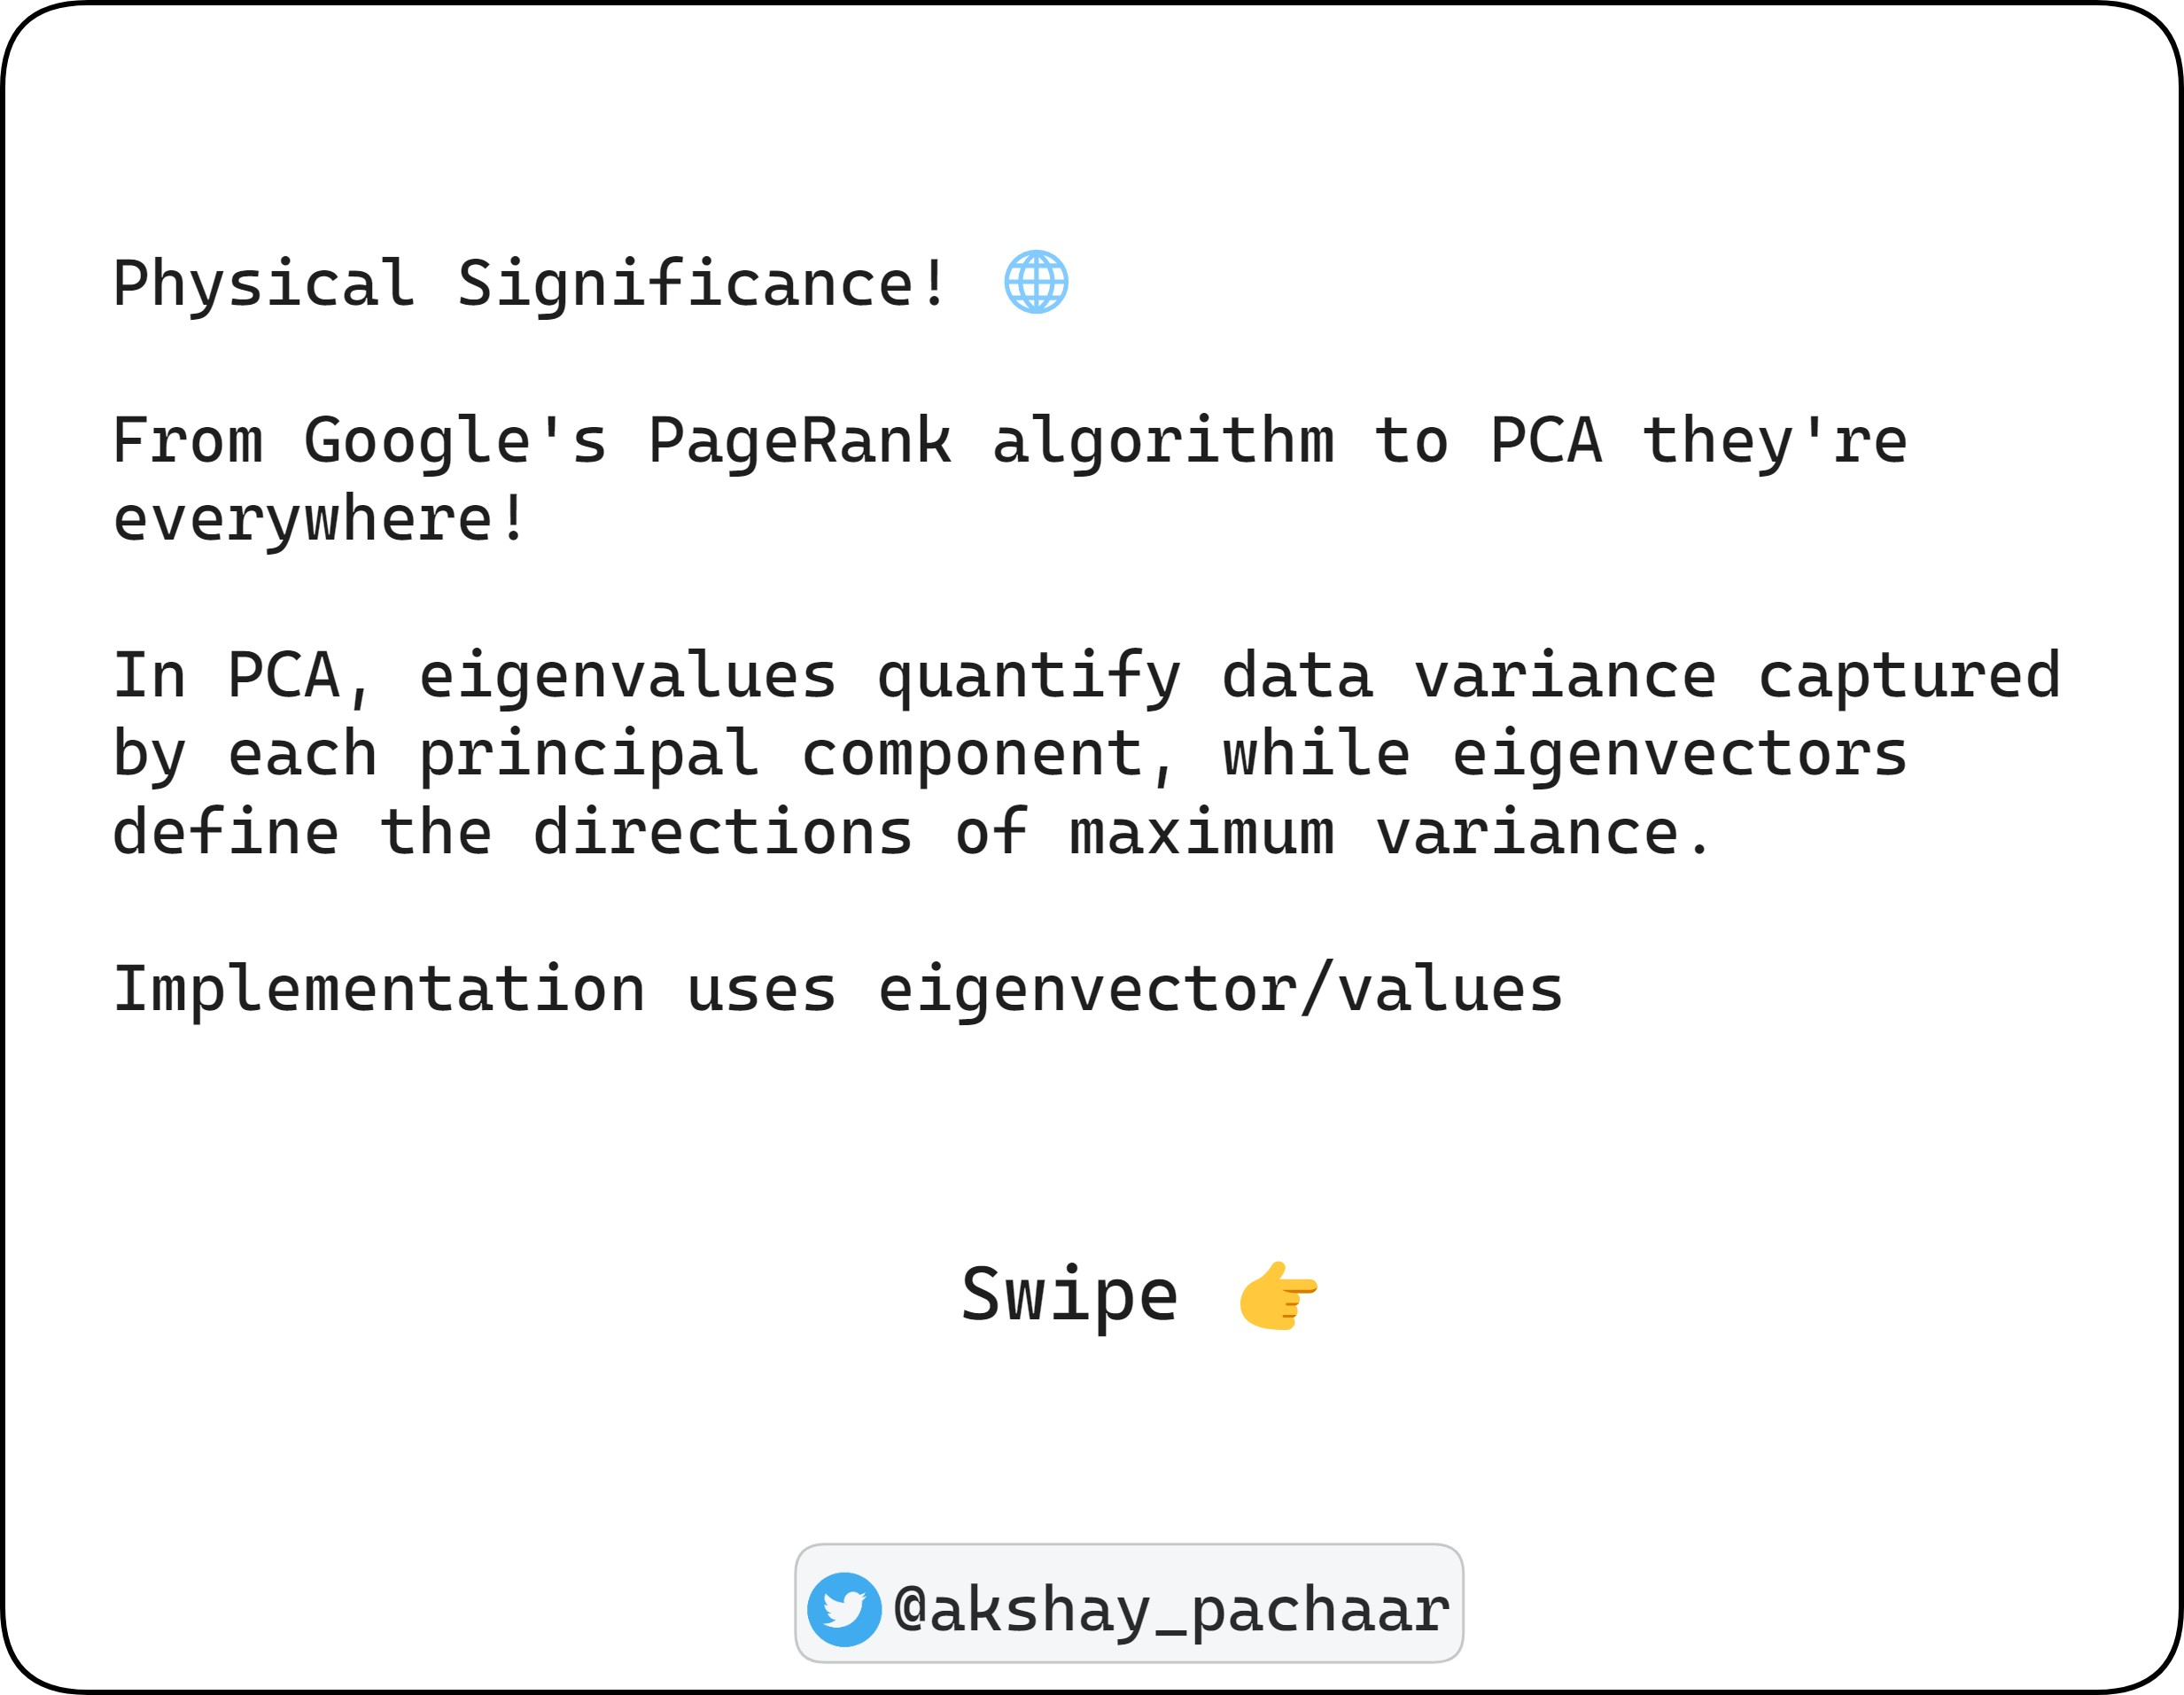 Physical Significance! 🌐
From Google's PageRank algorithm to PCA they're
everywhere!
In PCA, eigenvalues quantify data variance captured
by each principal component, while eigenvectors
define the directions of maximum variance.
Implementation uses eigenvector/values
Swipe 👉
@akshay_pachaar